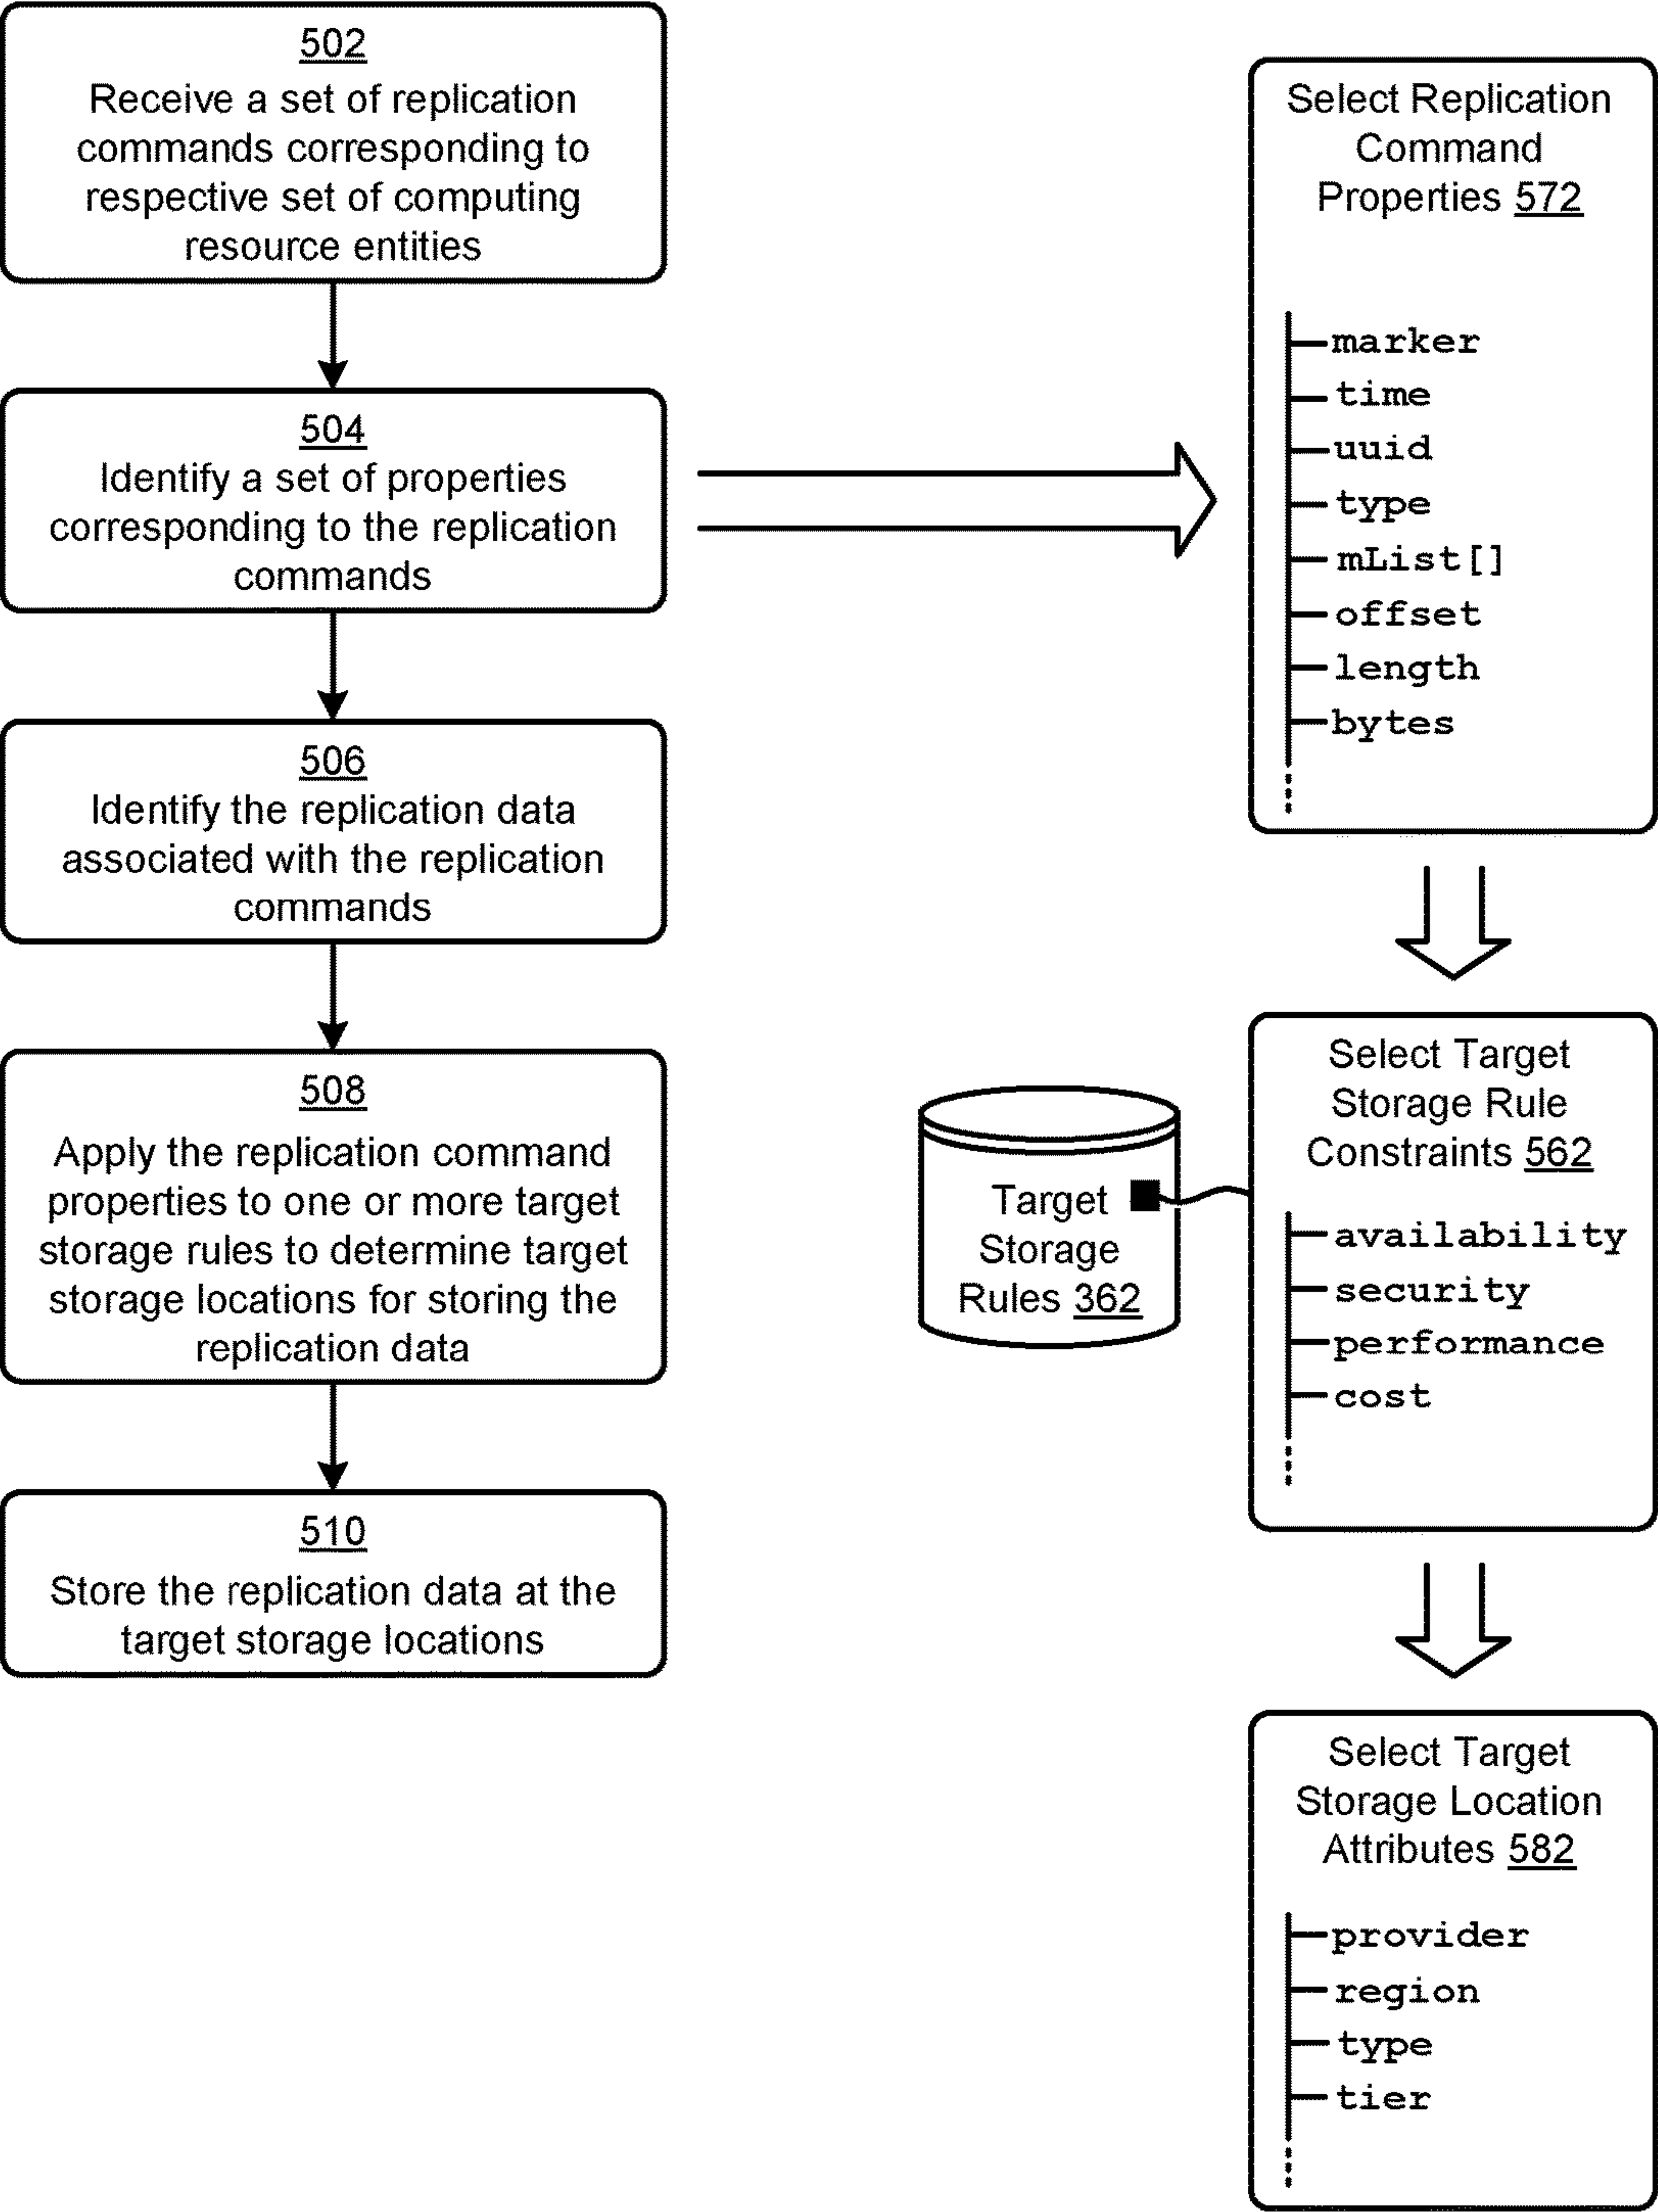 502
Receive a set of replication
commands corresponding to
respective set of computing
resource entities
504
Identify a set of properties
corresponding to the replication
commands
506
Identify the replication data
associated with the replication
commands
508
Apply the replication command
properties to one or more target
storage rules to determine target
storage locations for storing the
replication data
510
Store the replication data at the
target storage locations
Select Replication
Command
Properties 572
marker
time
uuid
type
mList[]
offset
length
bytes
Target
Storage
Rules 362
Select Target
Storage Rule
Constraints 562
availability
security
performance
cost
Select Target
Storage Location
Attributes 582
provider
region
type
tier